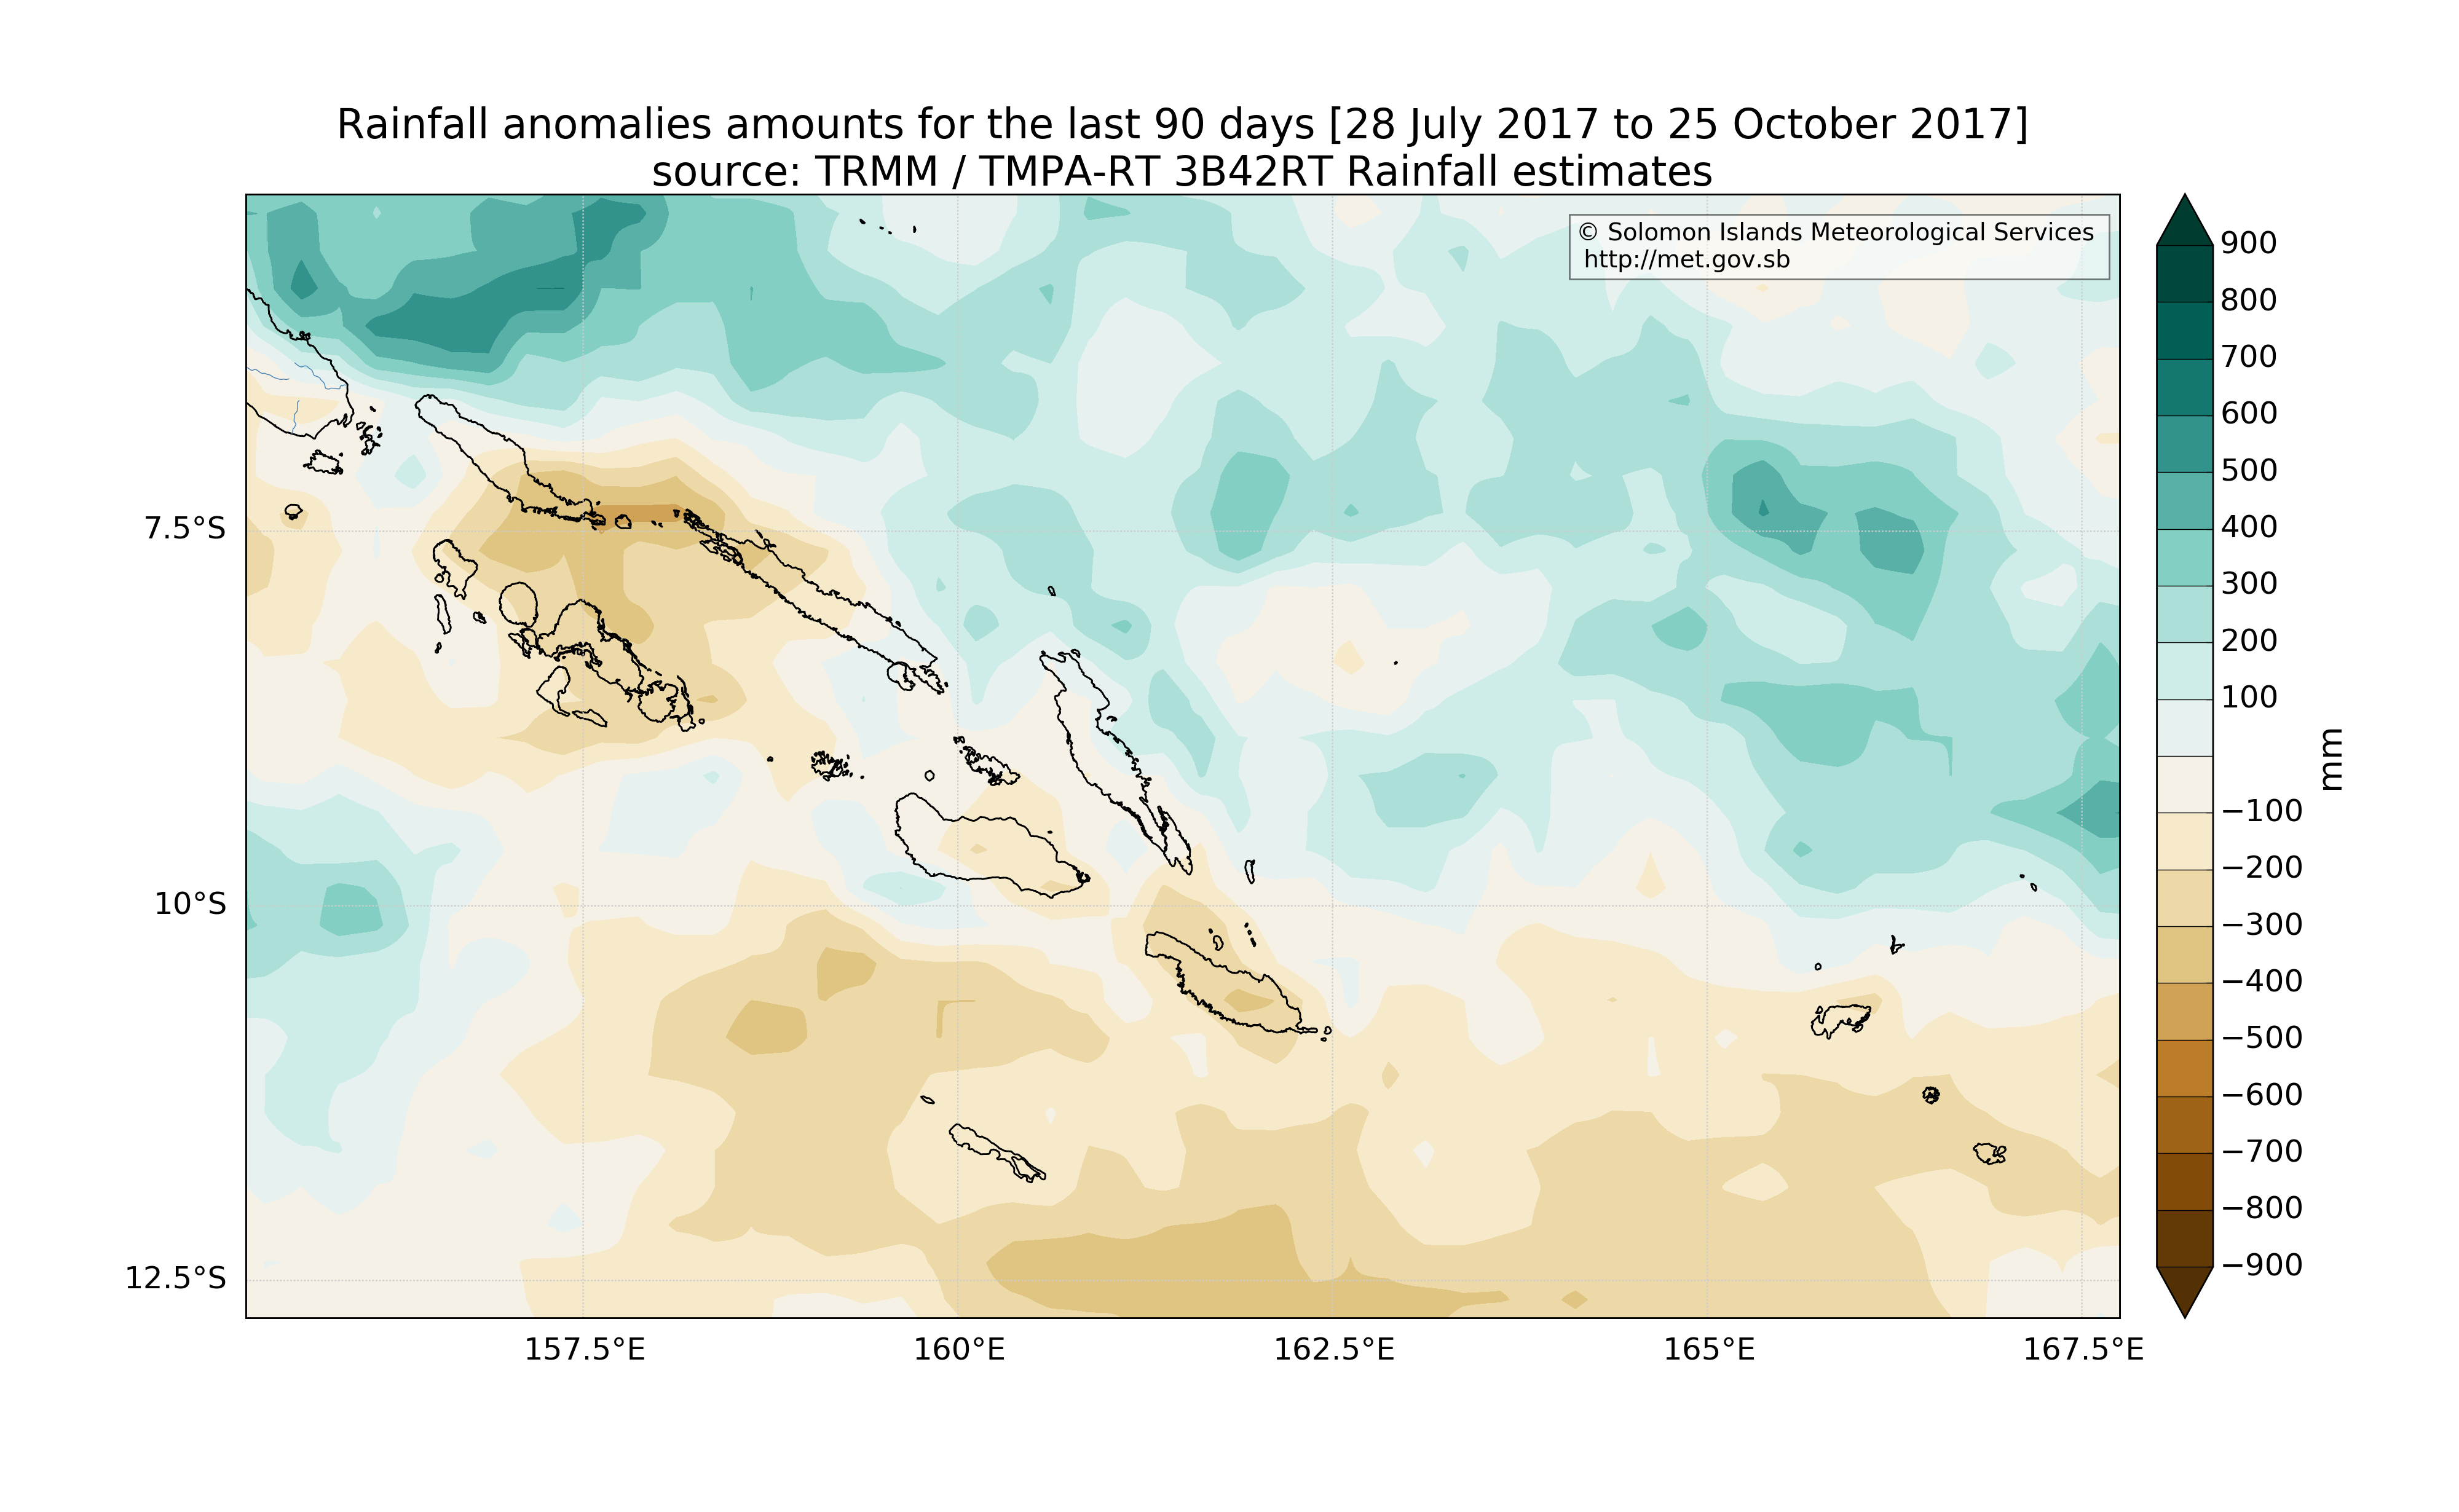 Rainfall anomalies amounts for the last 90 days [28 July 2017 to 25 October 2017]
source: TRMM / TMPA-RT 3B42RT Rainfall estimates
© Solomon Islands Meteorological Services
http://met.gov.sb
7.5°S
10°S
12.5°S
157.5°E
160°E
162.5°E
165°E
167.5°E
900
800
700
600
500
400
300
200
100
−100
−200
−300
−400
−500
−600
−700
−800
−900
mm